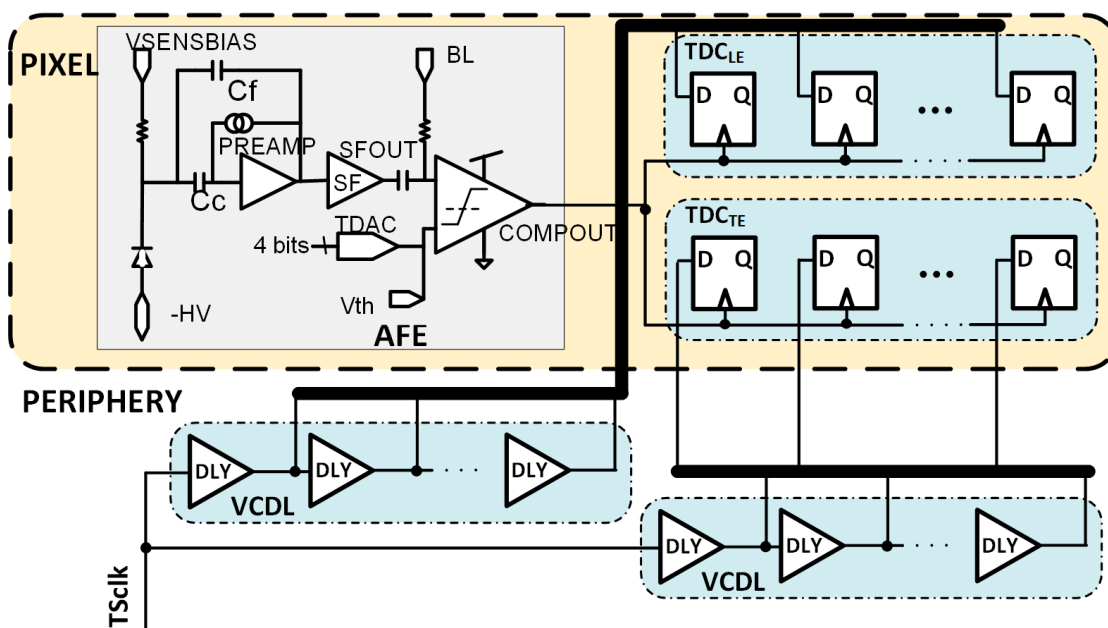 VSENSBIAS
PIXEL
BL
TDCLE
Cf
PREAMP
SFOUT
SF
Cc
D Q
D Q
•••
D Q
TDAC
4 bits
COMPOUT
Vth
-HV
AFE
TDCTE
D Q
D Q
•••
D Q
PERIPHERY
DLY
DLY
DLY
VCDL
DLY
DLY
DLY
VCDL
TSclk